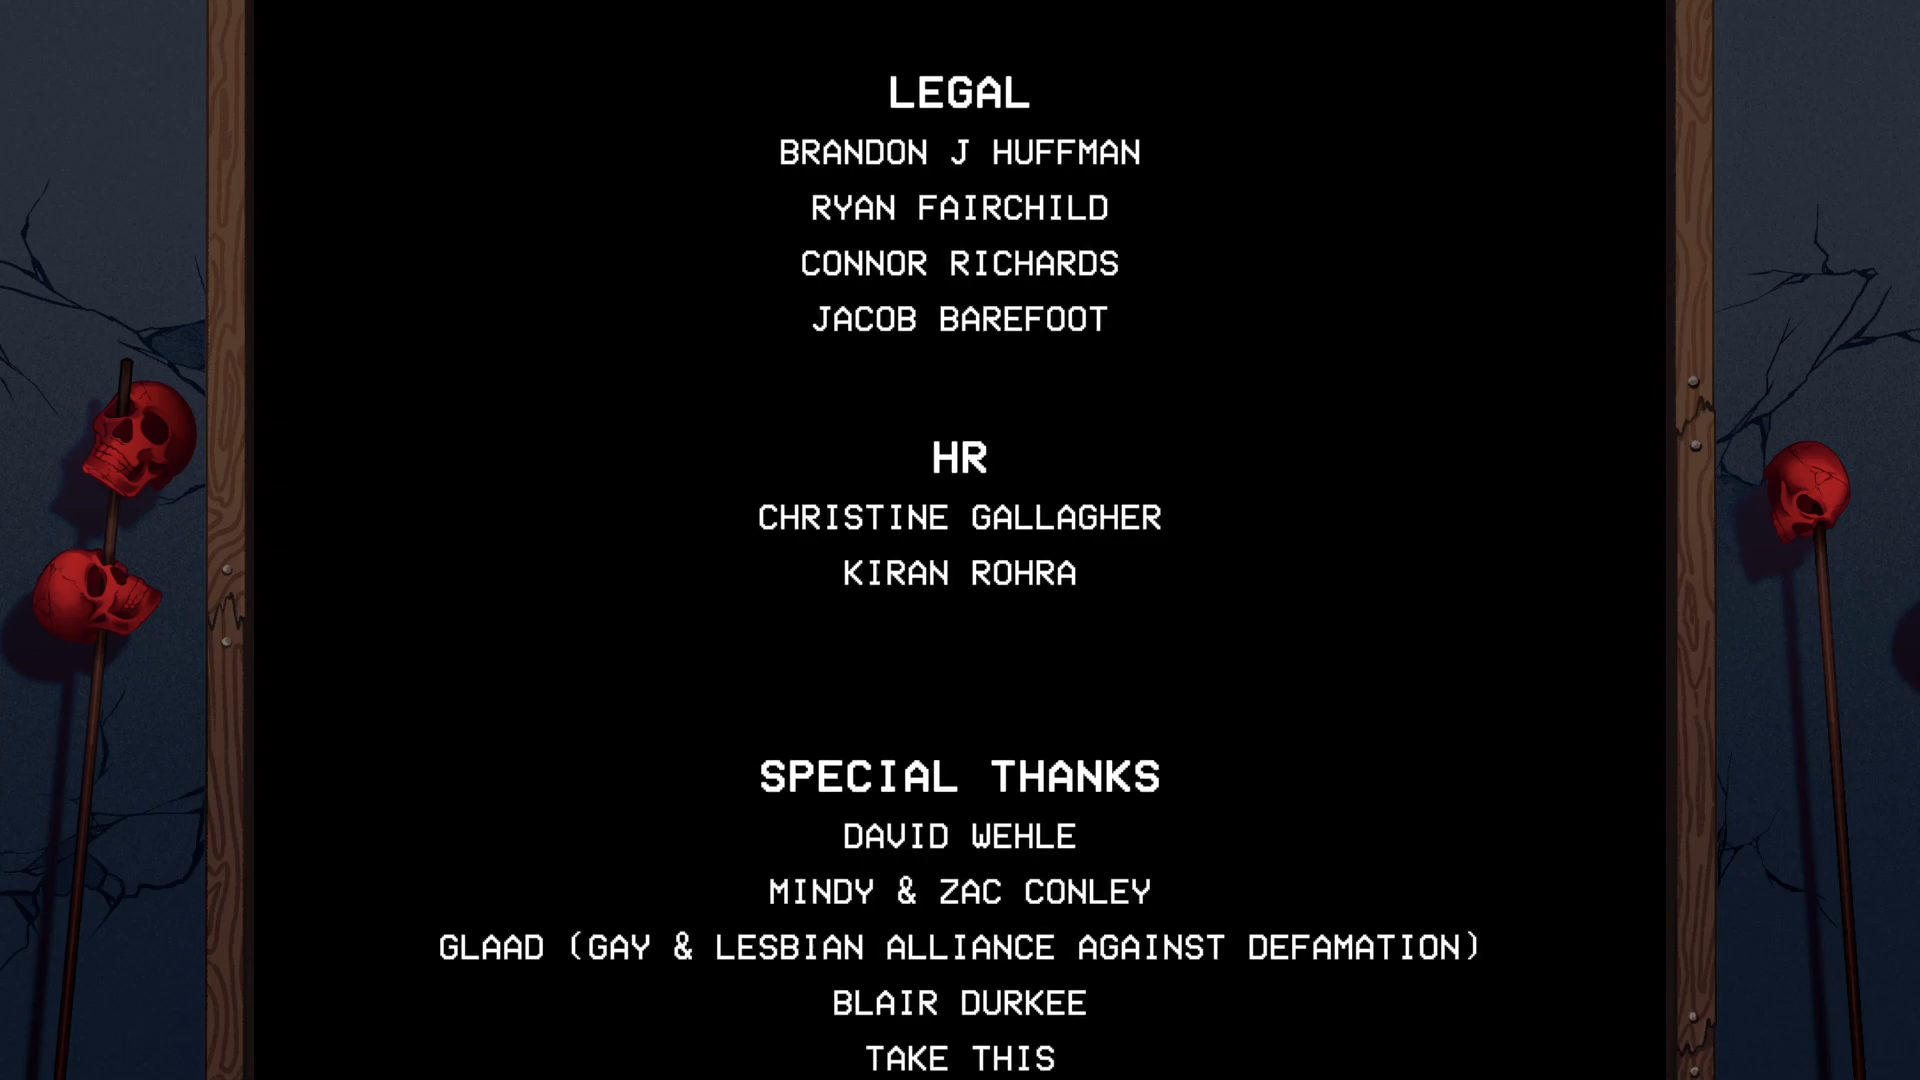 LEGAL
BRANDON J HUFFMAN
RYAN FAIRCHILD
CONNOR RICHARDS
JACOB BAREFOOT
HR
CHRISTINE GALLAGHER
KIRAN ROHRA
SPECIAL THANKS
DAVID WEHLE
MINDY & ZAC CONLEY
GLAAD (GAY & LESBIAN ALLIANCE AGAINST DEFAMATION)
BLAIR DURKEE
TAKE THIS